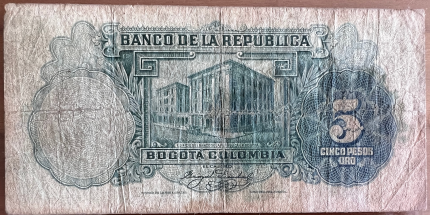 BANCO DE LA REPUBLICA
BOGOTA COLOMBIA
5
CINCO PESOS
ORO